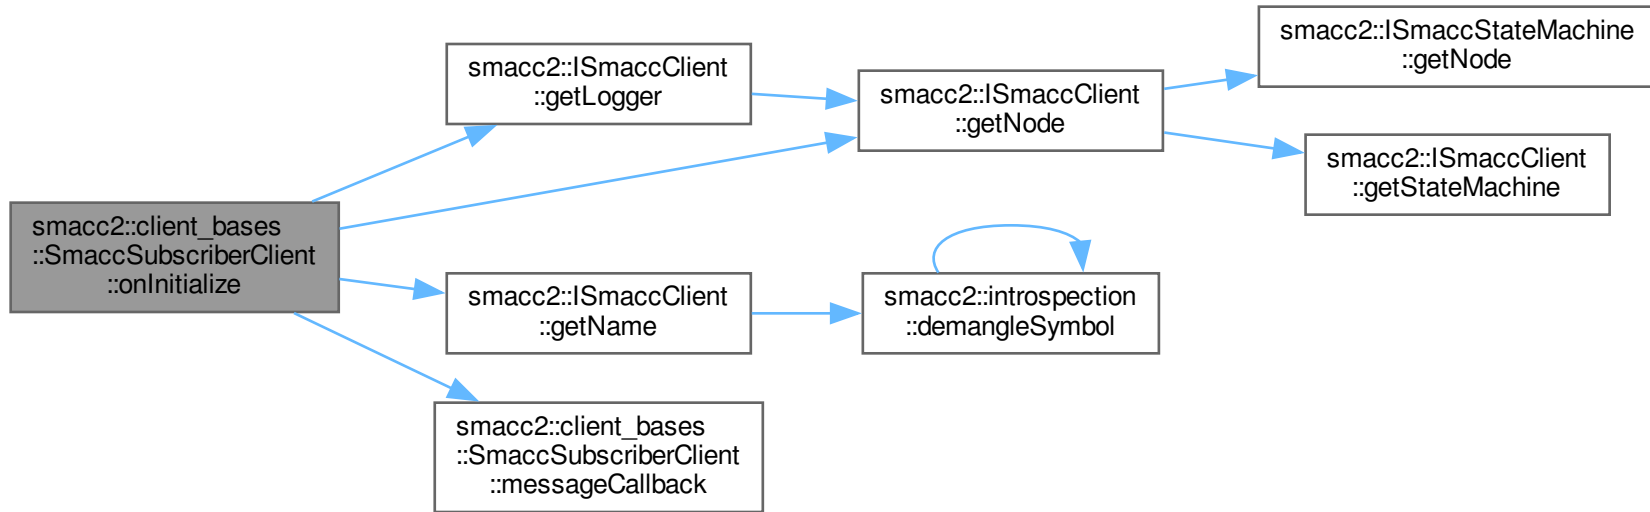 smacc2::client_bases
::SmaccSubscriberClient
::onInitialize
smacc2::ISmaccClient
::getLogger
smacc2::ISmaccClient
::getNode
smacc2::ISmaccStateMachine
::getNode
smacc2::ISmaccClient
::getStateMachine
smacc2::ISmaccClient
::getName
smacc2::introspection
::demangleSymbol
smacc2::client_bases
::SmaccSubscriberClient
::messageCallback